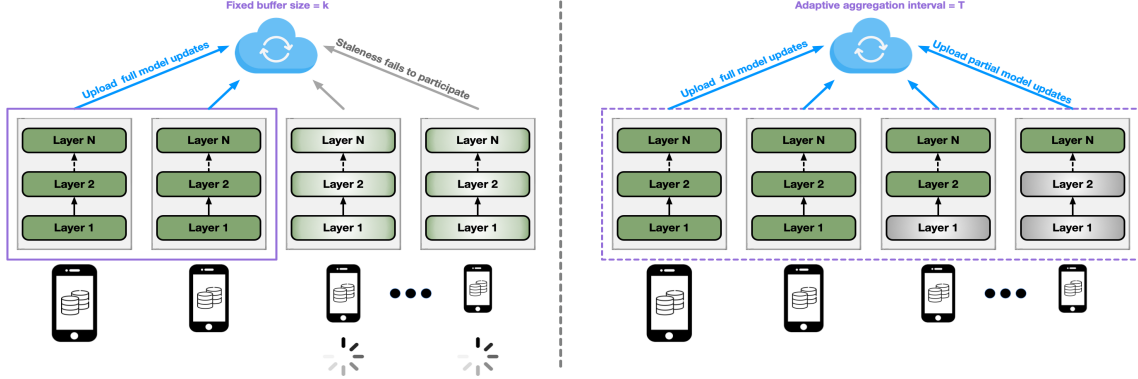 Fixed buffer size = k
Upload full model updates
Staleness fails to participate
Layer N
Layer N
Layer N
Layer N
Layer 2
Layer 2
Layer 2
Layer 2
Layer 1
Layer 1
Layer 1
Layer 1
Adaptive aggregation interval = T
Upload full model updates
Upload partial model updates
Layer N
Layer N
Layer N
Layer N
Layer 2
Layer 2
Layer 2
Layer 2
Layer 1
Layer 1
Layer 1
Layer 1